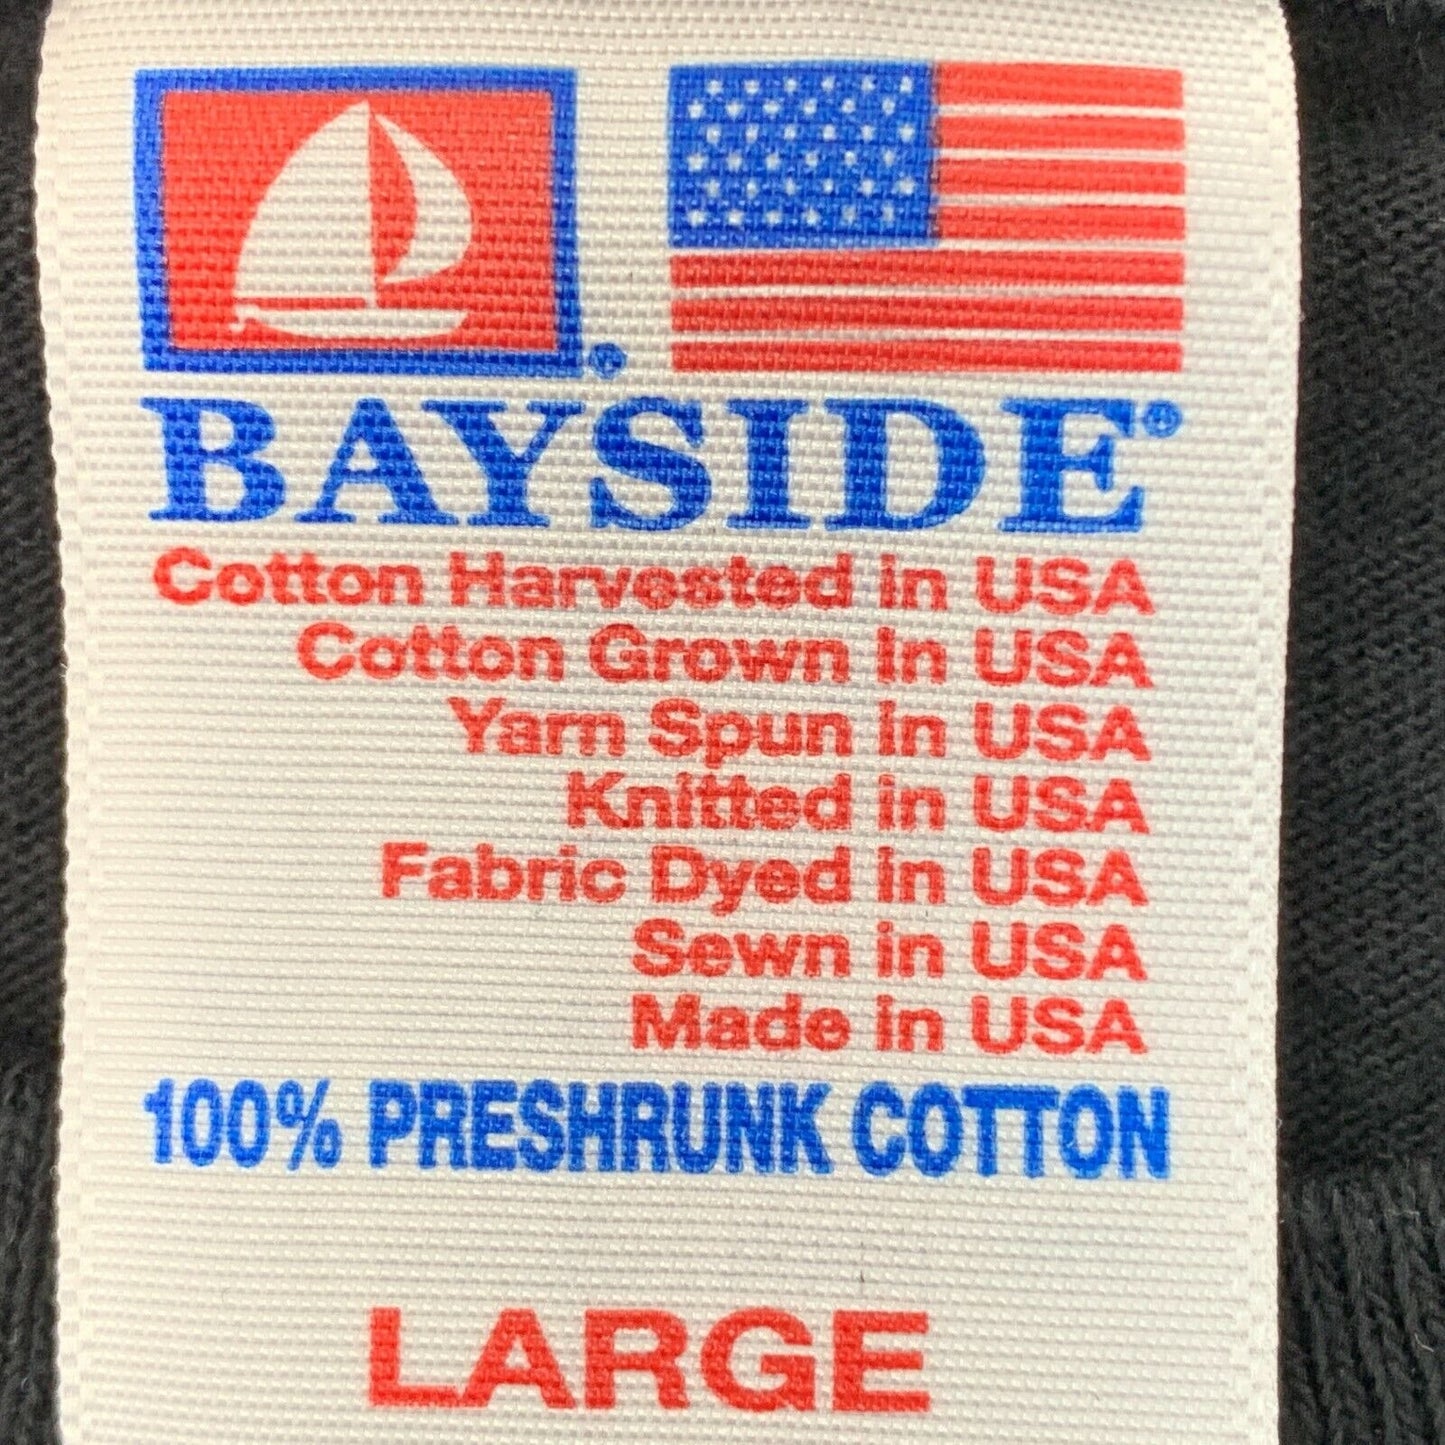 BAYSIDE®
Cotton Harvested in USA
Cotton Grown in USA
Yarn Spun in USA
Knitted in USA
Fabric Dyed in USA
Sewn in USA
Made in USA
100% PRESHRUNK COTTON
LARGE